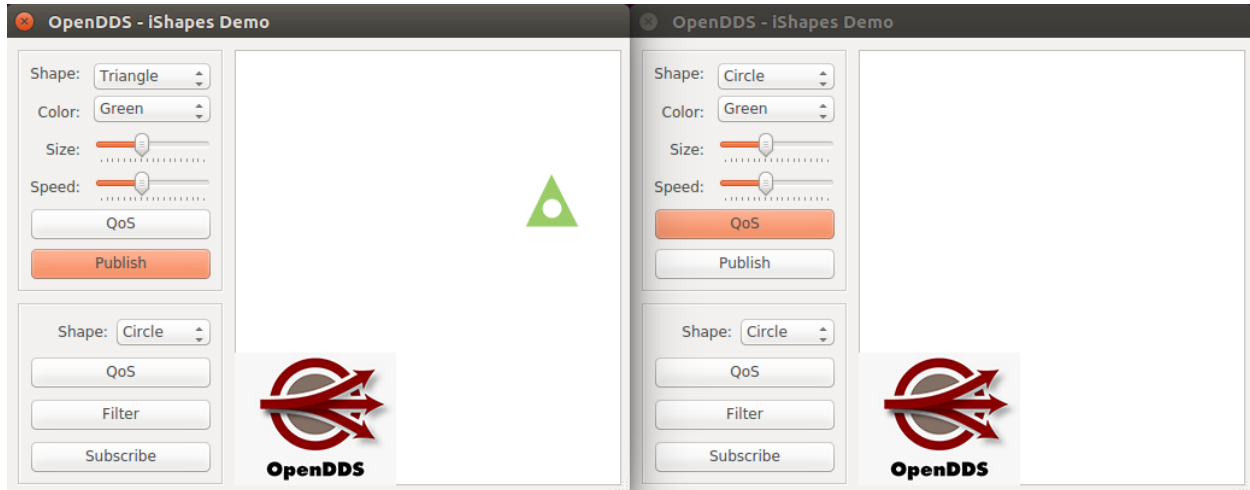 OpenDDS - iShapes Demo
Shape: Triangle
Color: Green
Size:
Speed:
QoS
Publish
Shape: Circle
QoS
Filter
Subscribe
OpenDDS
OpenDDS - iShapes Demo
Shape: Circle
Color: Green
Size:
Speed:
QoS
Publish
Shape: Circle
QoS
Filter
Subscribe
OpenDDS